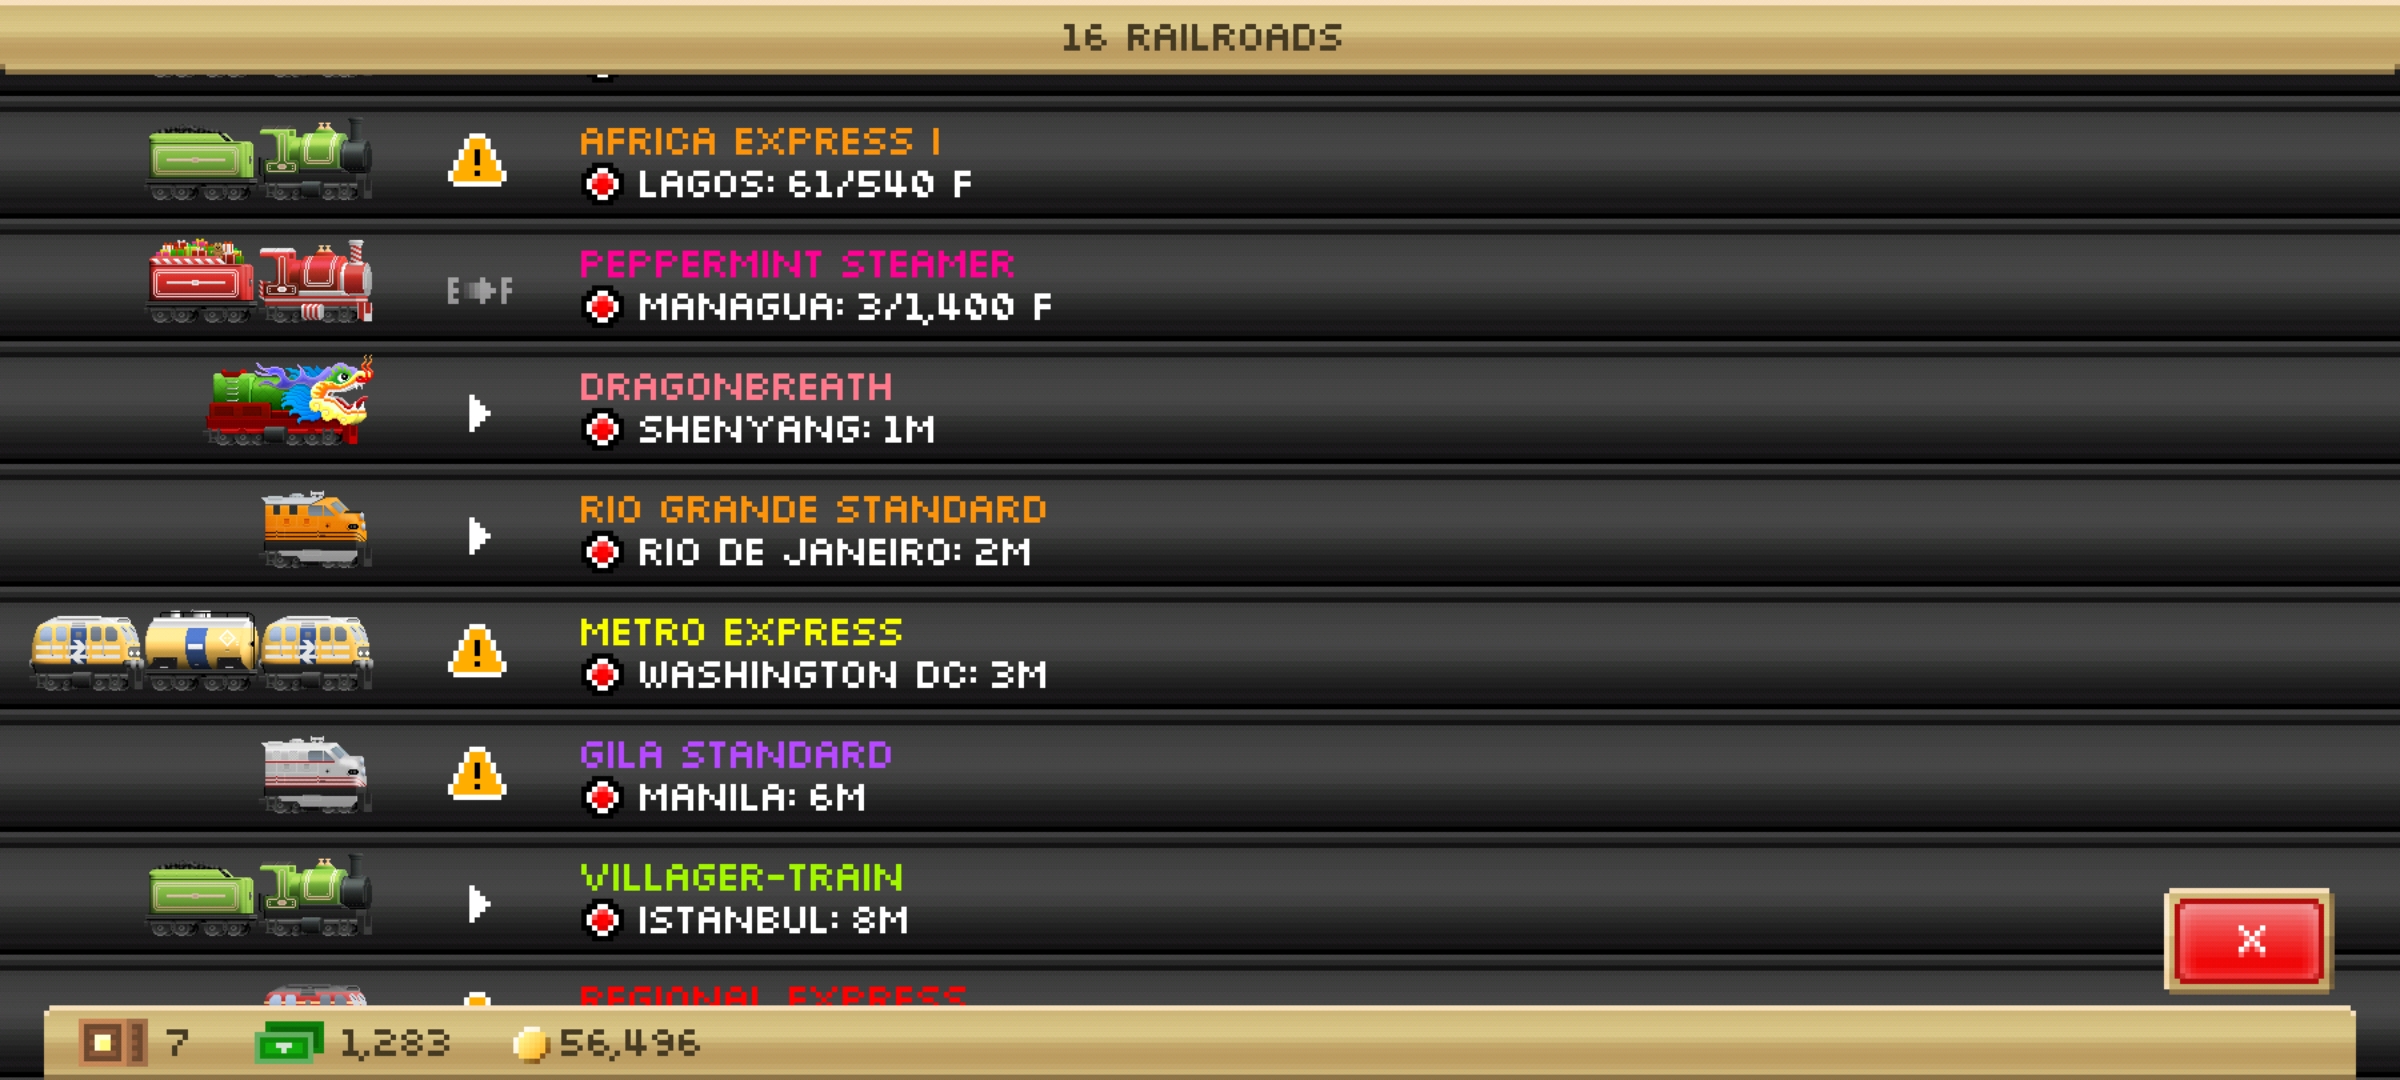 16 RAILROADS
AFRICA EXPRESS I
LAGOS: 61/540 F
E F
PEPPERMINT STEAMER
MANAGUA: 3/1,400 F
DRAGONBREATH
SHENYANG: 1M
RIO GRANDE STANDARD
RIO DE JANEIRO: 2M
METRO EXPRESS
WASHINGTON DC: 3M
GILA STANDARD
MANILA: 6M
VILLAGER-TRAIN
ISTANBUL: 8M
REGIONAL EXPRESS
X
7 1,283 56,496